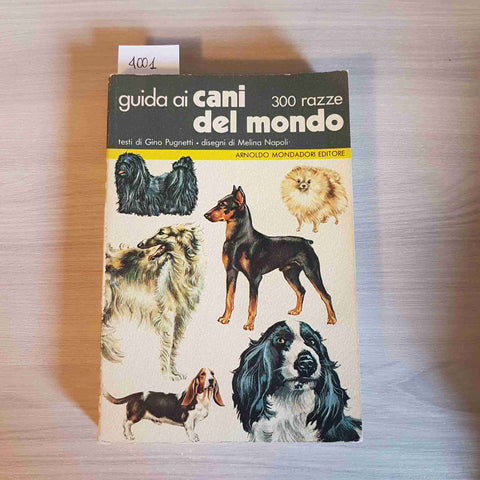 4001
guida ai cani 300 razze
del mondo
testi di Gino Pugnetti • disegni di Melina Napoli
ARNOLDO MONDADORI EDITORE